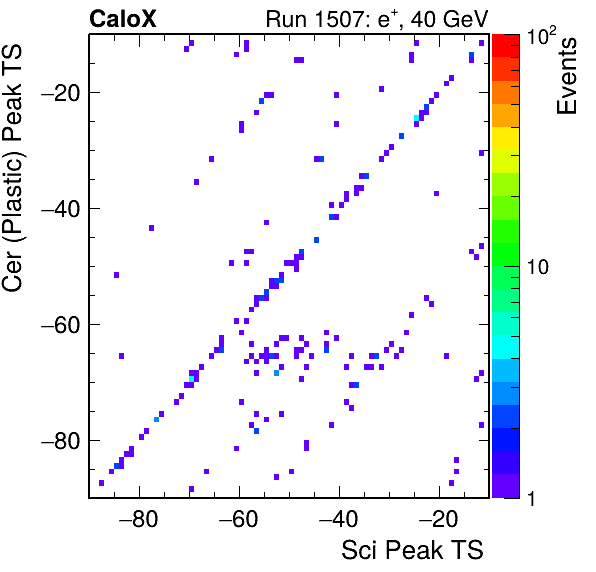 CaloX Run 1507: e⁺, 40 GeV
Cer (Plastic) Peak TS
Events
10²
10
1
−20
−40
−60
−80
−80 −60 −40 −20
Sci Peak TS